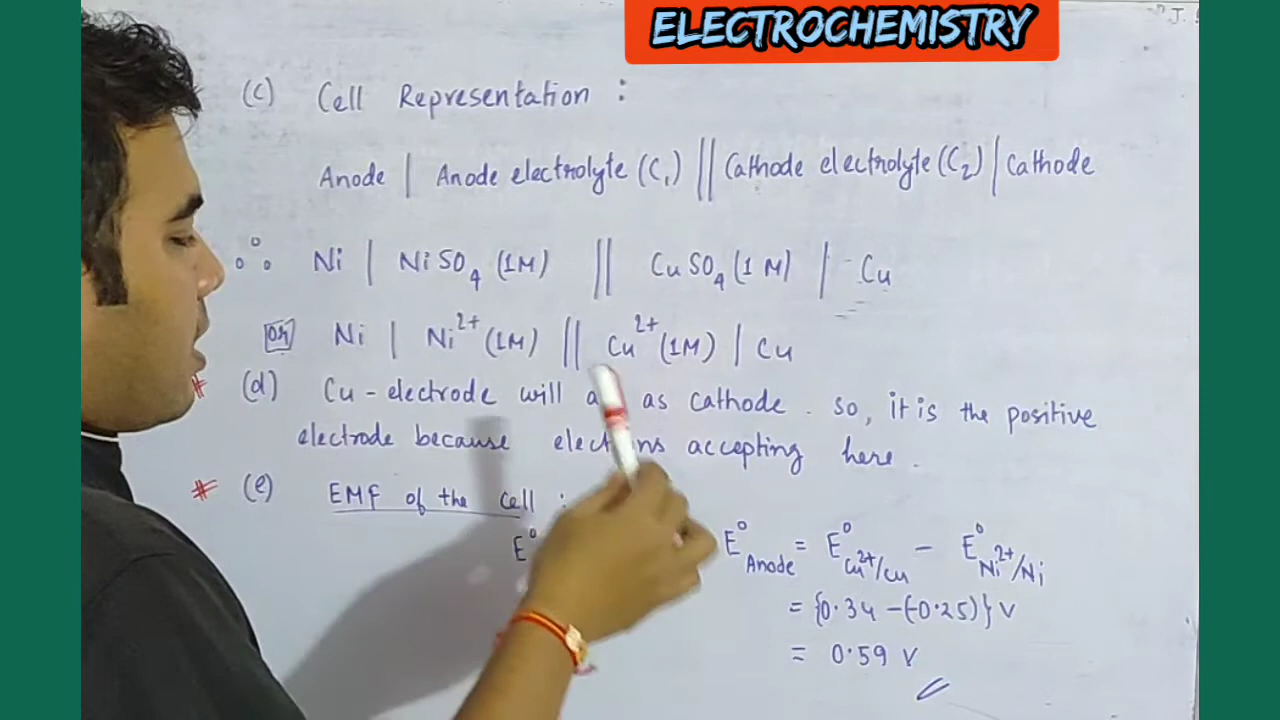 ELECTROCHEMISTRY
J.
(c) Cell Representation :
Anode | Anode electrolyte (C₁) || Cathode electrolyte (C₂) | Cathode
∴ Ni | NiSO₄ (1M) || CuSO₄ (1 M) | Cu
or Ni | Ni²⁺ (1M) || Cu²⁺ (1M) | Cu
* (d) Cu - electrode will as cathode . So, it is the positive
electrode because accepting here .
* (e) EMF of the cell :
E° E°Anode = E°Cu²⁺/Cu − E°Ni²⁺/Ni
= {0.34 − (−0.25)} V
= 0.59 V